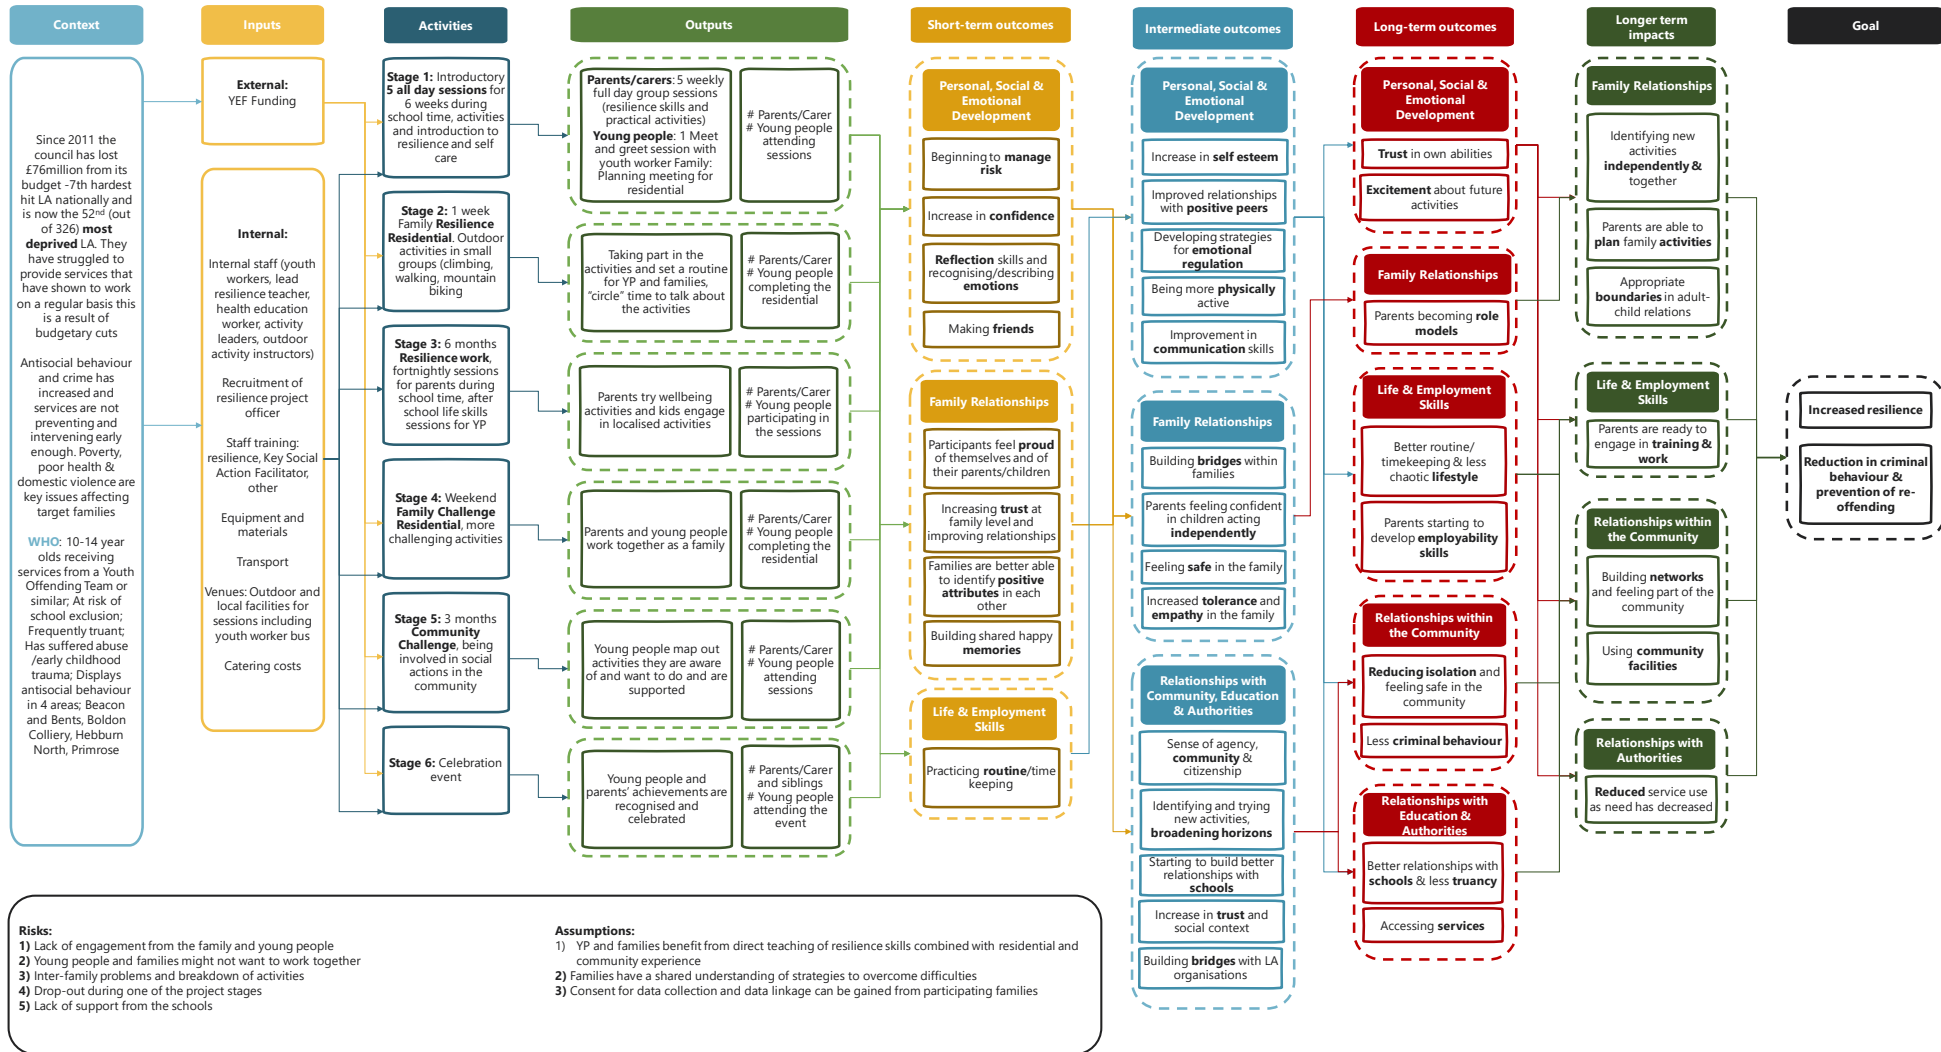 Context
Inputs
Activities
Outputs
Short-term outcomes
Intermediate outcomes
Long-term outcomes
Longer term
impacts
Goal
Since 2011 the
council has lost
£76million from its
budget -7th hardest
hit LA nationally and
is now the 52nd (out
of 326) most
deprived LA. They
have struggled to
provide services that
have shown to work
on a regular basis this
is a result of
budgetary cuts
Antisocial behaviour
and crime has
increased and
services are not
preventing and
intervening early
enough. Poverty,
poor health &
domestic violence are
key issues affecting
target families
WHO: 10-14 year
olds receiving
services from a Youth
Offending Team or
similar; At risk of
school exclusion;
Frequently truant;
Has suffered abuse
/early childhood
trauma; Displays
antisocial behaviour
in 4 areas; Beacon
and Bents, Boldon
Colliery, Hebburn
North, Primrose
External:
YEF Funding
Internal:
Internal staff (youth
workers, lead
resilience teacher,
health education
worker, activity
leaders, outdoor
activity instructors)
Recruitment of
resilience project
officer
Staff training:
resilience, Key Social
Action Facilitator,
other
Equipment and
materials
Transport
Venues: Outdoor and
local facilities for
sessions including
youth worker bus
Catering costs
Stage 1: Introductory
5 all day sessions for
6 weeks during
school time, activities
and introduction to
resilience and self
care
Stage 2: 1 week
Family Resilience
Residential. Outdoor
activities in small
groups (climbing,
walking, mountain
biking
Stage 3: 6 months
Resilience work,
fortnightly sessions
for parents during
school time, after
school life skills
sessions for YP
Stage 4: Weekend
Family Challenge
Residential, more
challenging activities
Stage 5: 3 months
Community
Challenge, being
involved in social
actions in the
community
Stage 6: Celebration
event
Parents/carers: 5 weekly
full day group sessions
(resilience skills and
practical activities)
Young people: 1 Meet
and greet session with
youth worker Family:
Planning meeting for
residential
# Parents/Carer
# Young people
attending
sessions
Taking part in the
activities and set a routine
for YP and families,
“circle” time to talk about
the activities
# Parents/Carer
# Young people
completing the
residential
Parents try wellbeing
activities and kids engage
in localised activities
# Parents/Carer
# Young people
participating in
the sessions
Parents and young people
work together as a family
# Parents/Carer
# Young people
completing the
residential
Young people map out
activities they are aware
of and want to do and are
supported
# Parents/Carer
# Young people
attending
sessions
Young people and
parents’ achievements are
recognised and
celebrated
# Parents/Carer
and siblings
# Young people
attending the
event
Personal, Social &
Emotional
Development
Beginning to manage
risk
Increase in confidence
Reflection skills and
recognising/describing
emotions
Making friends
Family Relationships
Participants feel proud
of themselves and of
their parents/children
Increasing trust at
family level and
improving relationships
Families are better able
to identify positive
attributes in each
other
Building shared happy
memories
Life & Employment
Skills
Practicing routine/time
keeping
Personal, Social &
Emotional
Development
Increase in self esteem
Improved relationships
with positive peers
Developing strategies
for emotional
regulation
Being more physically
active
Improvement in
communication skills
Family Relationships
Building bridges within
families
Parents feeling confident
in children acting
independently
Feeling safe in the family
Increased tolerance and
empathy in the family
Relationships with
Community, Education
& Authorities
Sense of agency,
community &
citizenship
Identifying and trying
new activities,
broadening horizons
Starting to build better
relationships with
schools
Increase in trust and
social context
Building bridges with LA
organisations
Personal, Social &
Emotional
Development
Trust in own abilities
Excitement about future
activities
Family Relationships
Parents becoming role
models
Life & Employment
Skills
Better routine/
timekeeping & less
chaotic lifestyle
Parents starting to
develop employability
skills
Relationships within
the Community
Reducing isolation and
feeling safe in the
community
Less criminal behaviour
Relationships with
Education &
Authorities
Better relationships with
schools & less truancy
Accessing services
Family Relationships
Identifying new
activities
independently &
together
Parents are able to
plan family activities
Appropriate
boundaries in adult-
child relations
Life & Employment
Skills
Parents are ready to
engage in training &
work
Relationships within
the Community
Building networks
and feeling part of the
community
Using community
facilities
Relationships with
Authorities
Reduced service use
as need has decreased
Increased resilience
Reduction in criminal
behaviour &
prevention of re-
offending
Risks:
1) Lack of engagement from the family and young people
2) Young people and families might not want to work together
3) Inter-family problems and breakdown of activities
4) Drop-out during one of the project stages
5) Lack of support from the schools
Assumptions:
1) YP and families benefit from direct teaching of resilience skills combined with residential and
community experience
2) Families have a shared understanding of strategies to overcome difficulties
3) Consent for data collection and data linkage can be gained from participating families